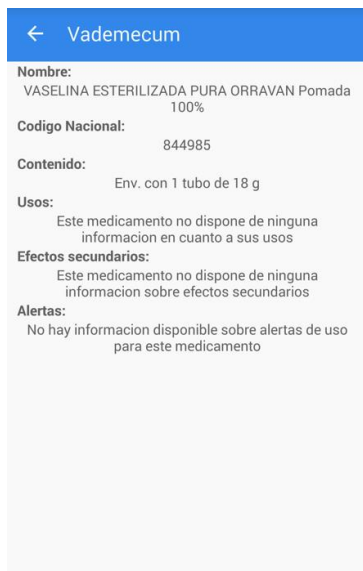 Vademecum
Nombre:
VASELINA ESTERILIZADA PURA ORRAVAN Pomada
100%
Codigo Nacional:
844985
Contenido:
Env. con 1 tubo de 18 g
Usos:
Este medicamento no dispone de ninguna
informacion en cuanto a sus usos
Efectos secundarios:
Este medicamento no dispone de ninguna
informacion sobre efectos secundarios
Alertas:
No hay informacion disponible sobre alertas de uso
para este medicamento